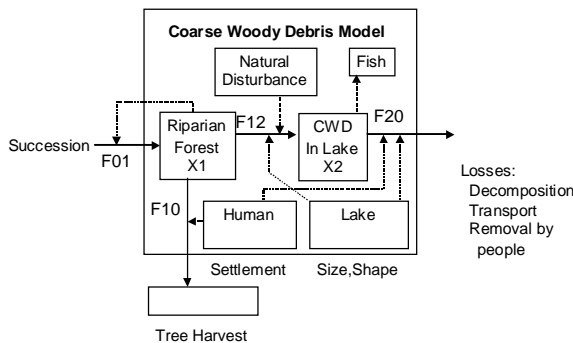 Coarse Woody Debris Model
Natural
Disturbance
Fish
Succession
F01
Riparian
Forest
X1
F12
CWD
In Lake
X2
F20
F10
Human
Lake
Losses:
Decomposition
Transport
Removal by
people
Settlement
Size,Shape
Tree Harvest